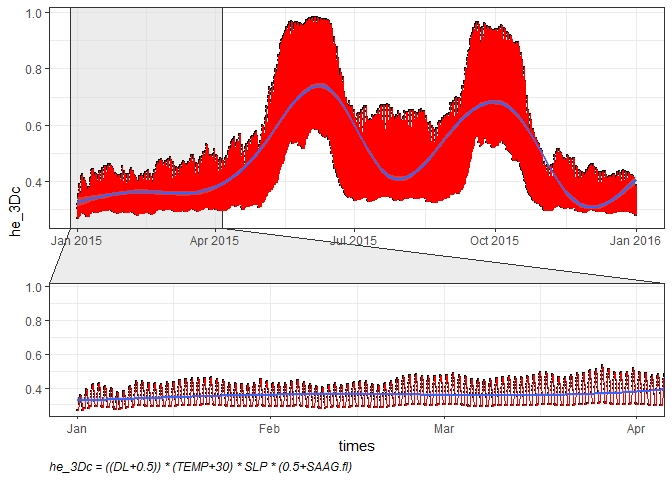 he_3Dc
1.0
0.8
0.6
0.4
Jan 2015 Apr 2015 Jul 2015 Oct 2015 Jan 2016
1.0
0.8
0.6
0.4
Jan Feb Mar Apr
times
he_3Dc = ((DL+0.5)) * (TEMP+30) * SLP * (0.5+SAAG.fl)